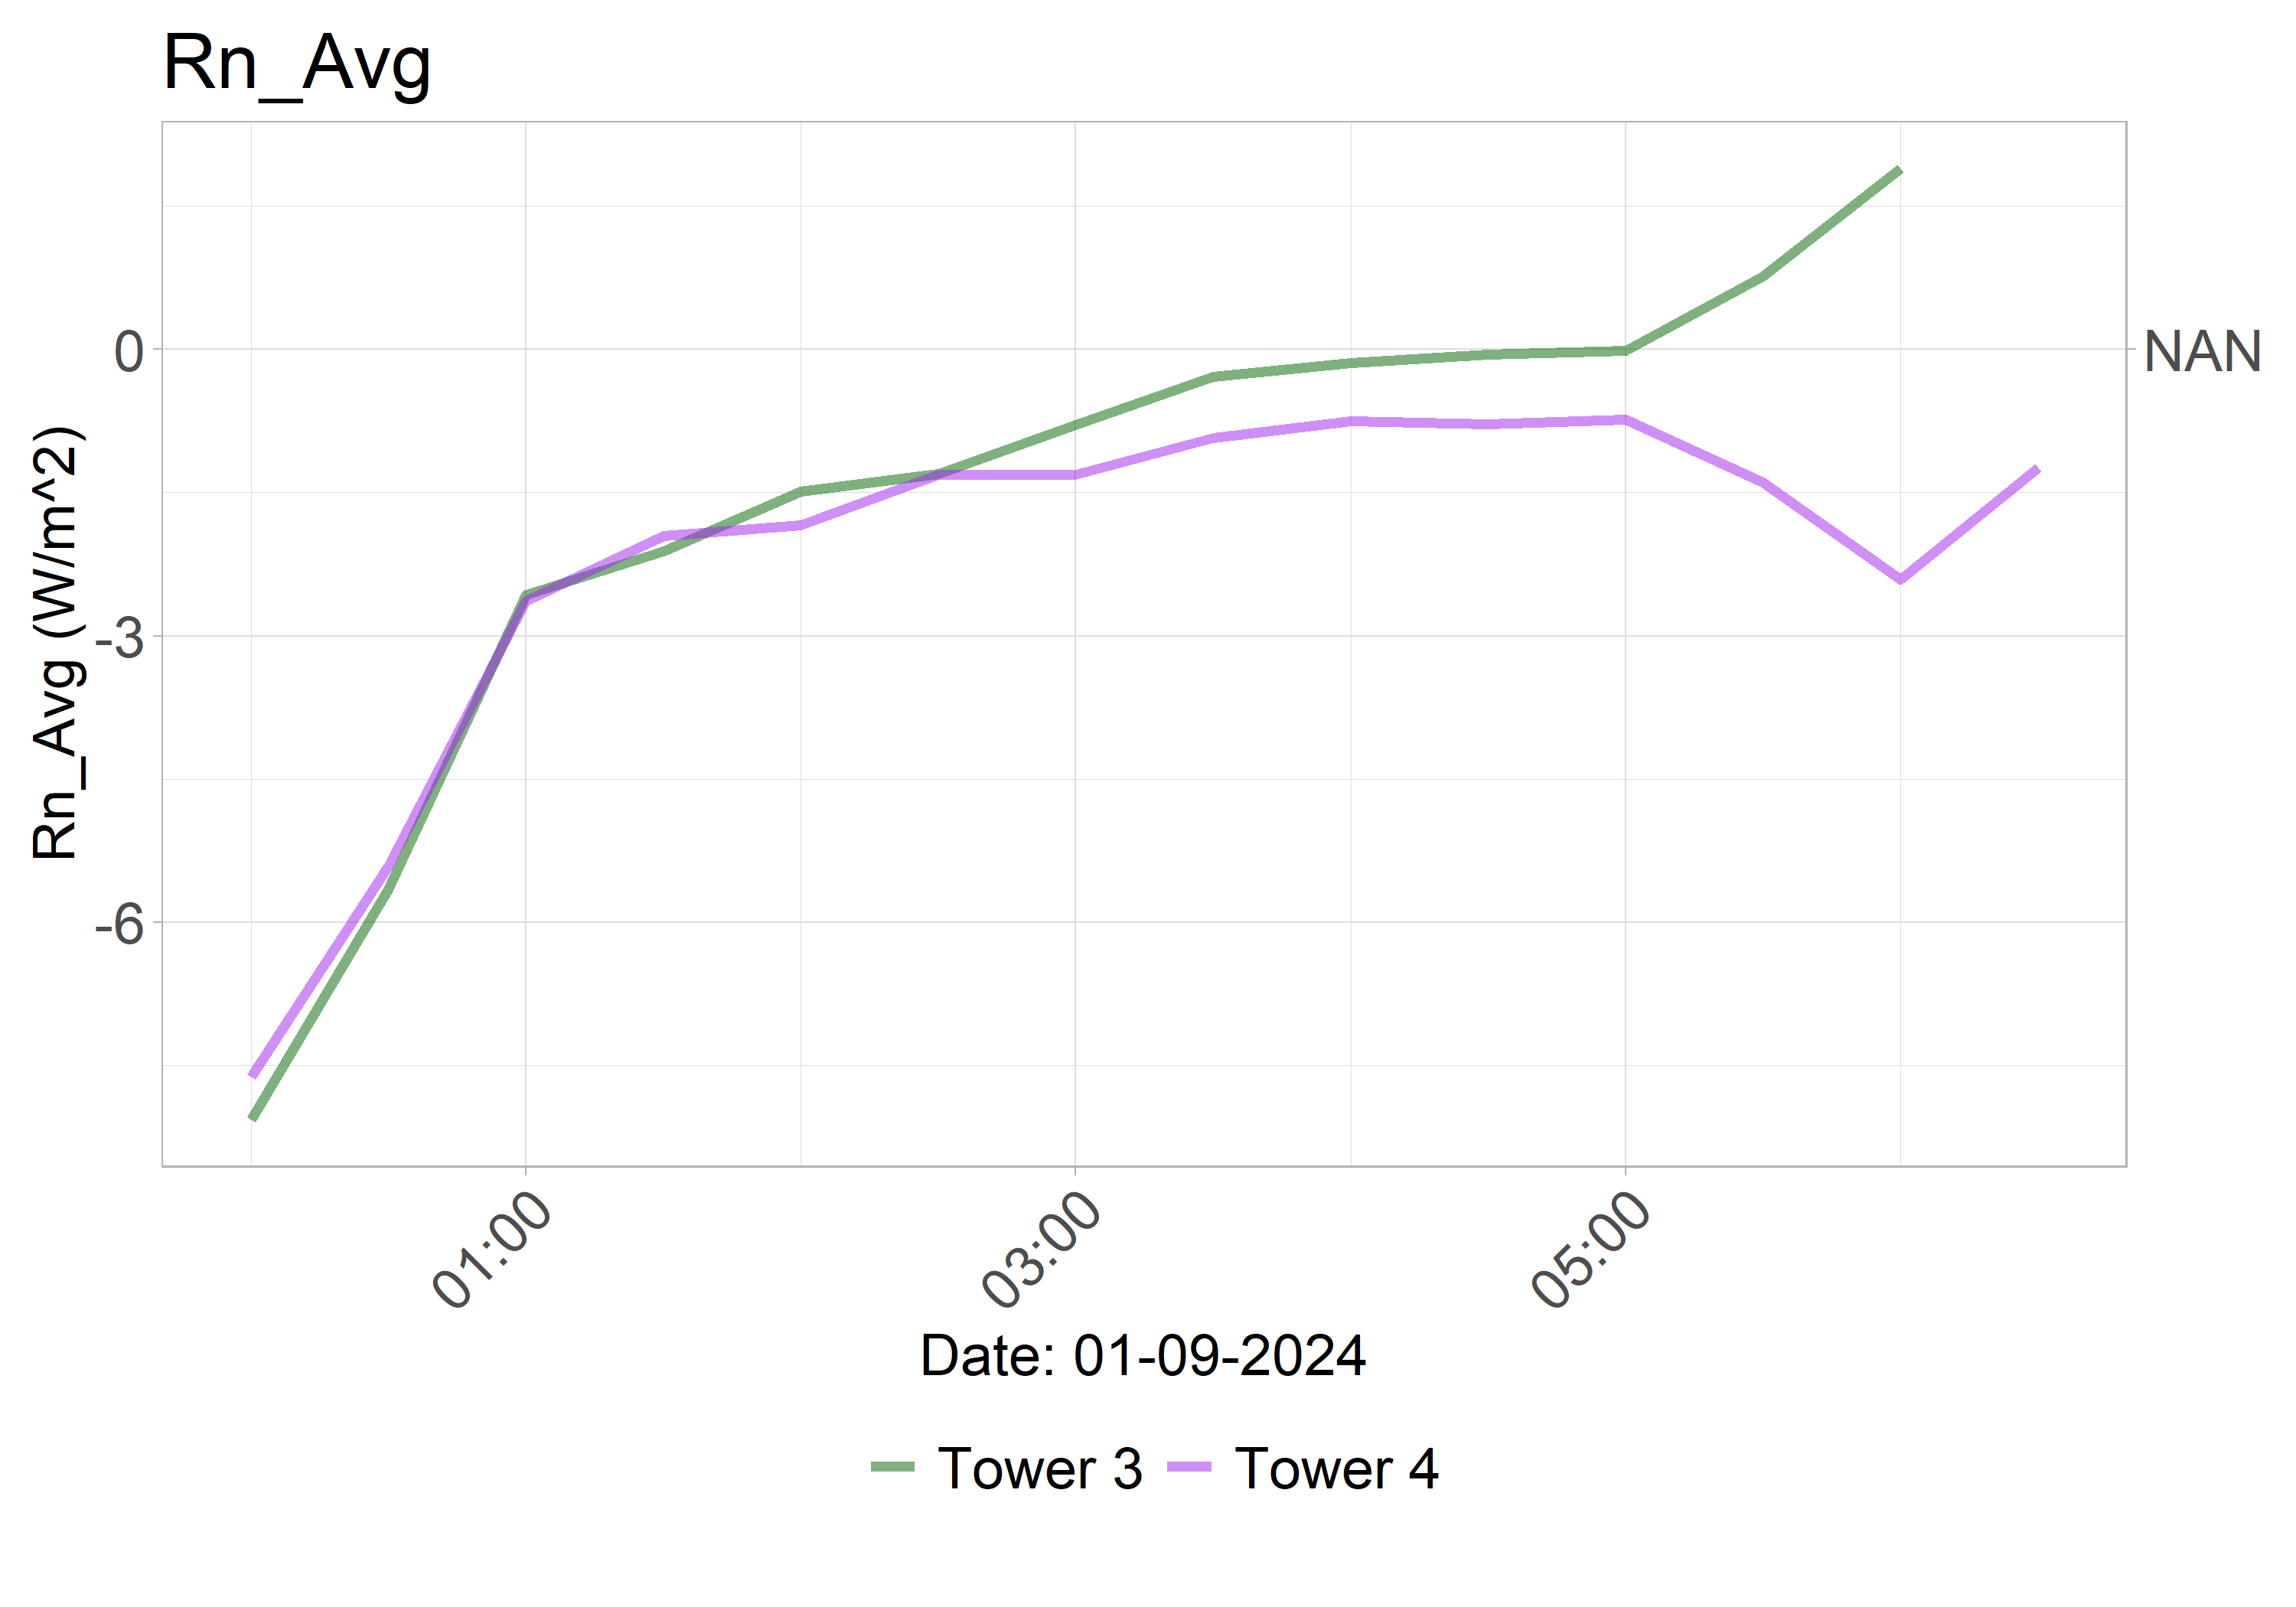 Rn_Avg
Rn_Avg (W/m^2)
0
-3
-6
NAN
01:00
03:00
05:00
Date: 01-09-2024
Tower 3
Tower 4